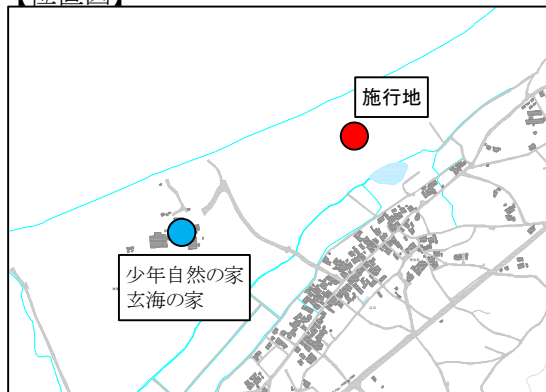 【位置図】
施行地
少年自然の家
玄海の家